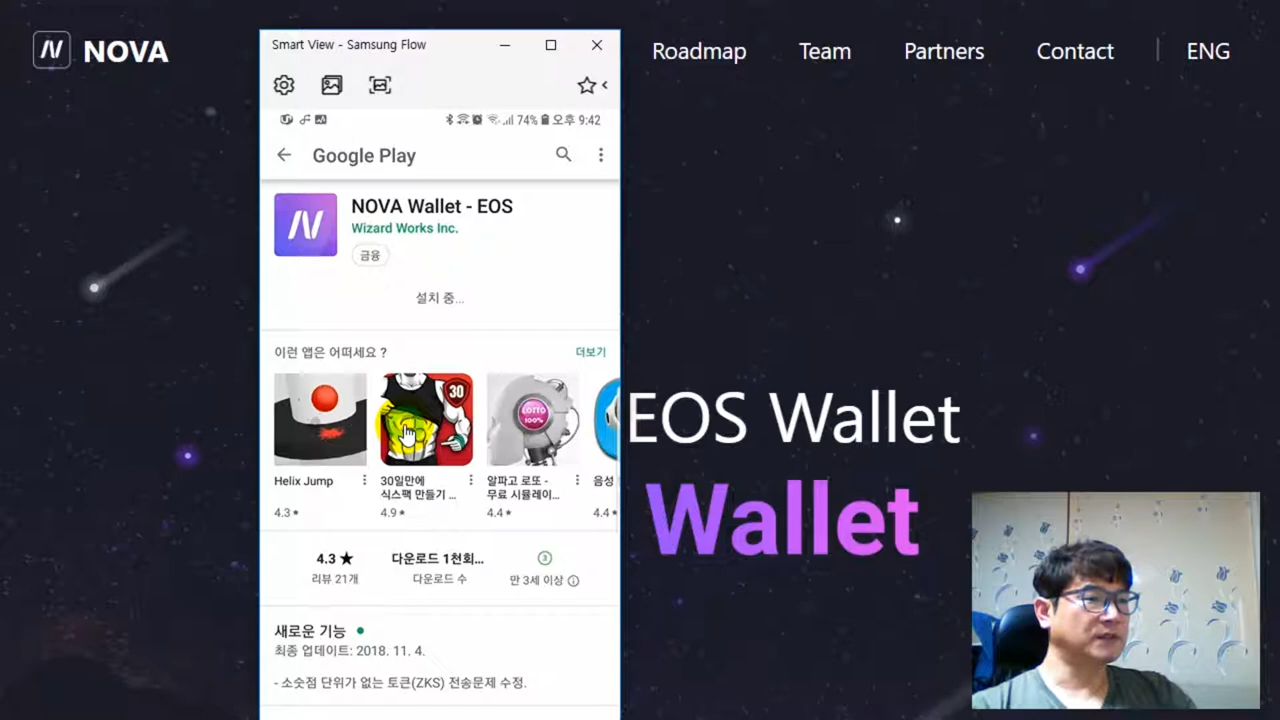 NOVA
Roadmap
Team
Partners
Contact
ENG
Smart View - Samsung Flow
74%
오후 9:42
Google Play
NOVA Wallet - EOS
Wizard Works Inc.
금융
설치 중...
이런 앱은 어떠세요 ?
더보기
30
LOTTO
100%
Helix Jump
4.3★
30일만에
식스팩 만들기 ...
4.9★
알파고 로또 -
무료 시뮬레이...
4.4★
음성
4.4★
4.3 ★
리뷰 21개
다운로드 1천회...
다운로드 수
3
만 3세 이상
새로운 기능
최종 업데이트: 2018. 11. 4.
- 소숫점 단위가 없는 토큰(ZKS) 전송문제 수정.
EOS Wallet
Wallet